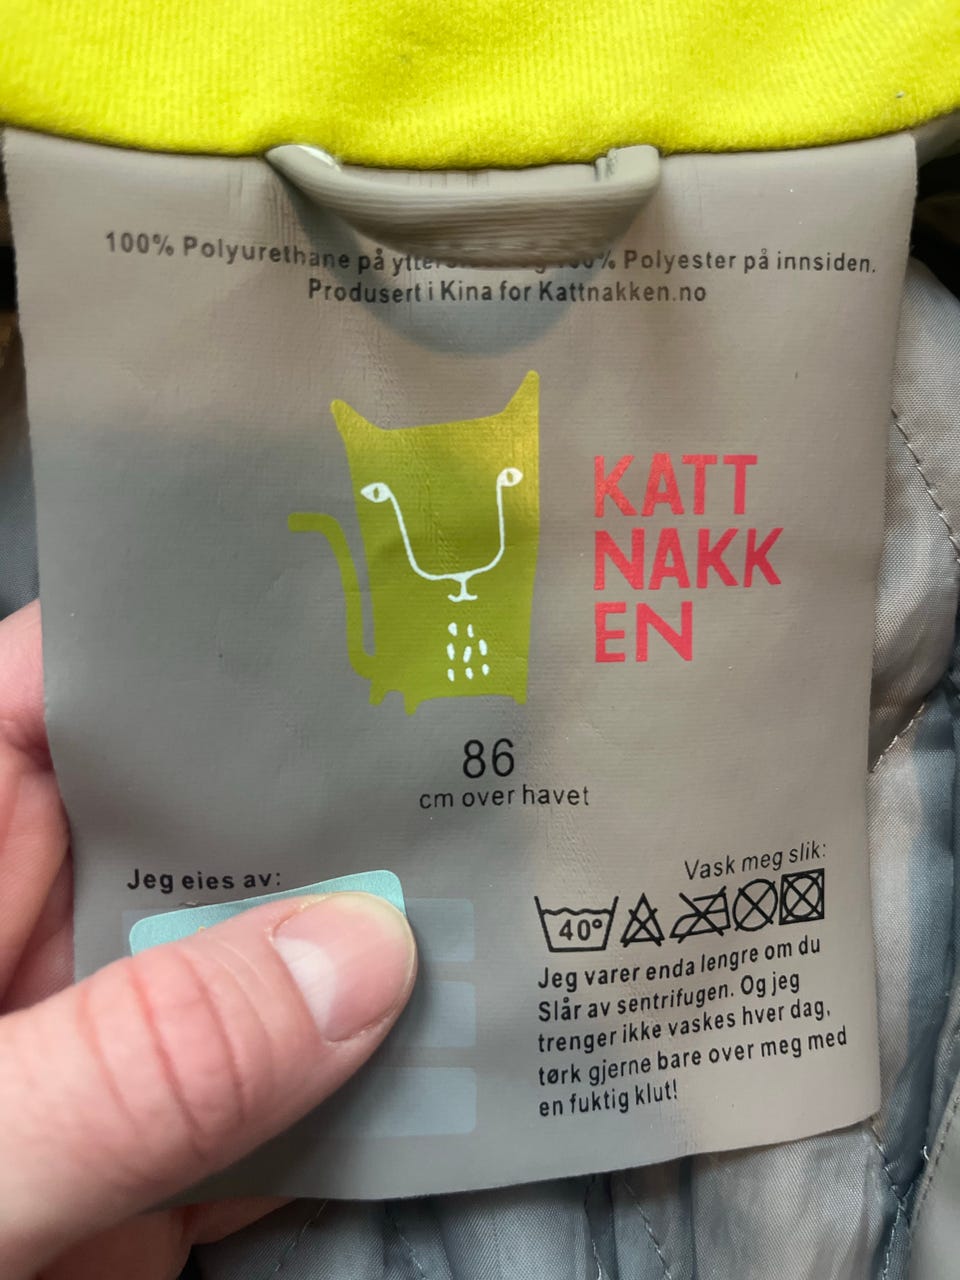 100% Polyurethane på 100% Polyester på innsiden.
Produsert i Kina for Kattnakken.no
KATT
NAKK
EN
86
cm over havet
Jeg eies av:
Vask meg slik:
40°
Jeg varer enda lengre om du
Slår av sentrifugen. Og jeg
trenger ikke vaskes hver dag,
tørk gjerne bare over meg med
en fuktig klut!